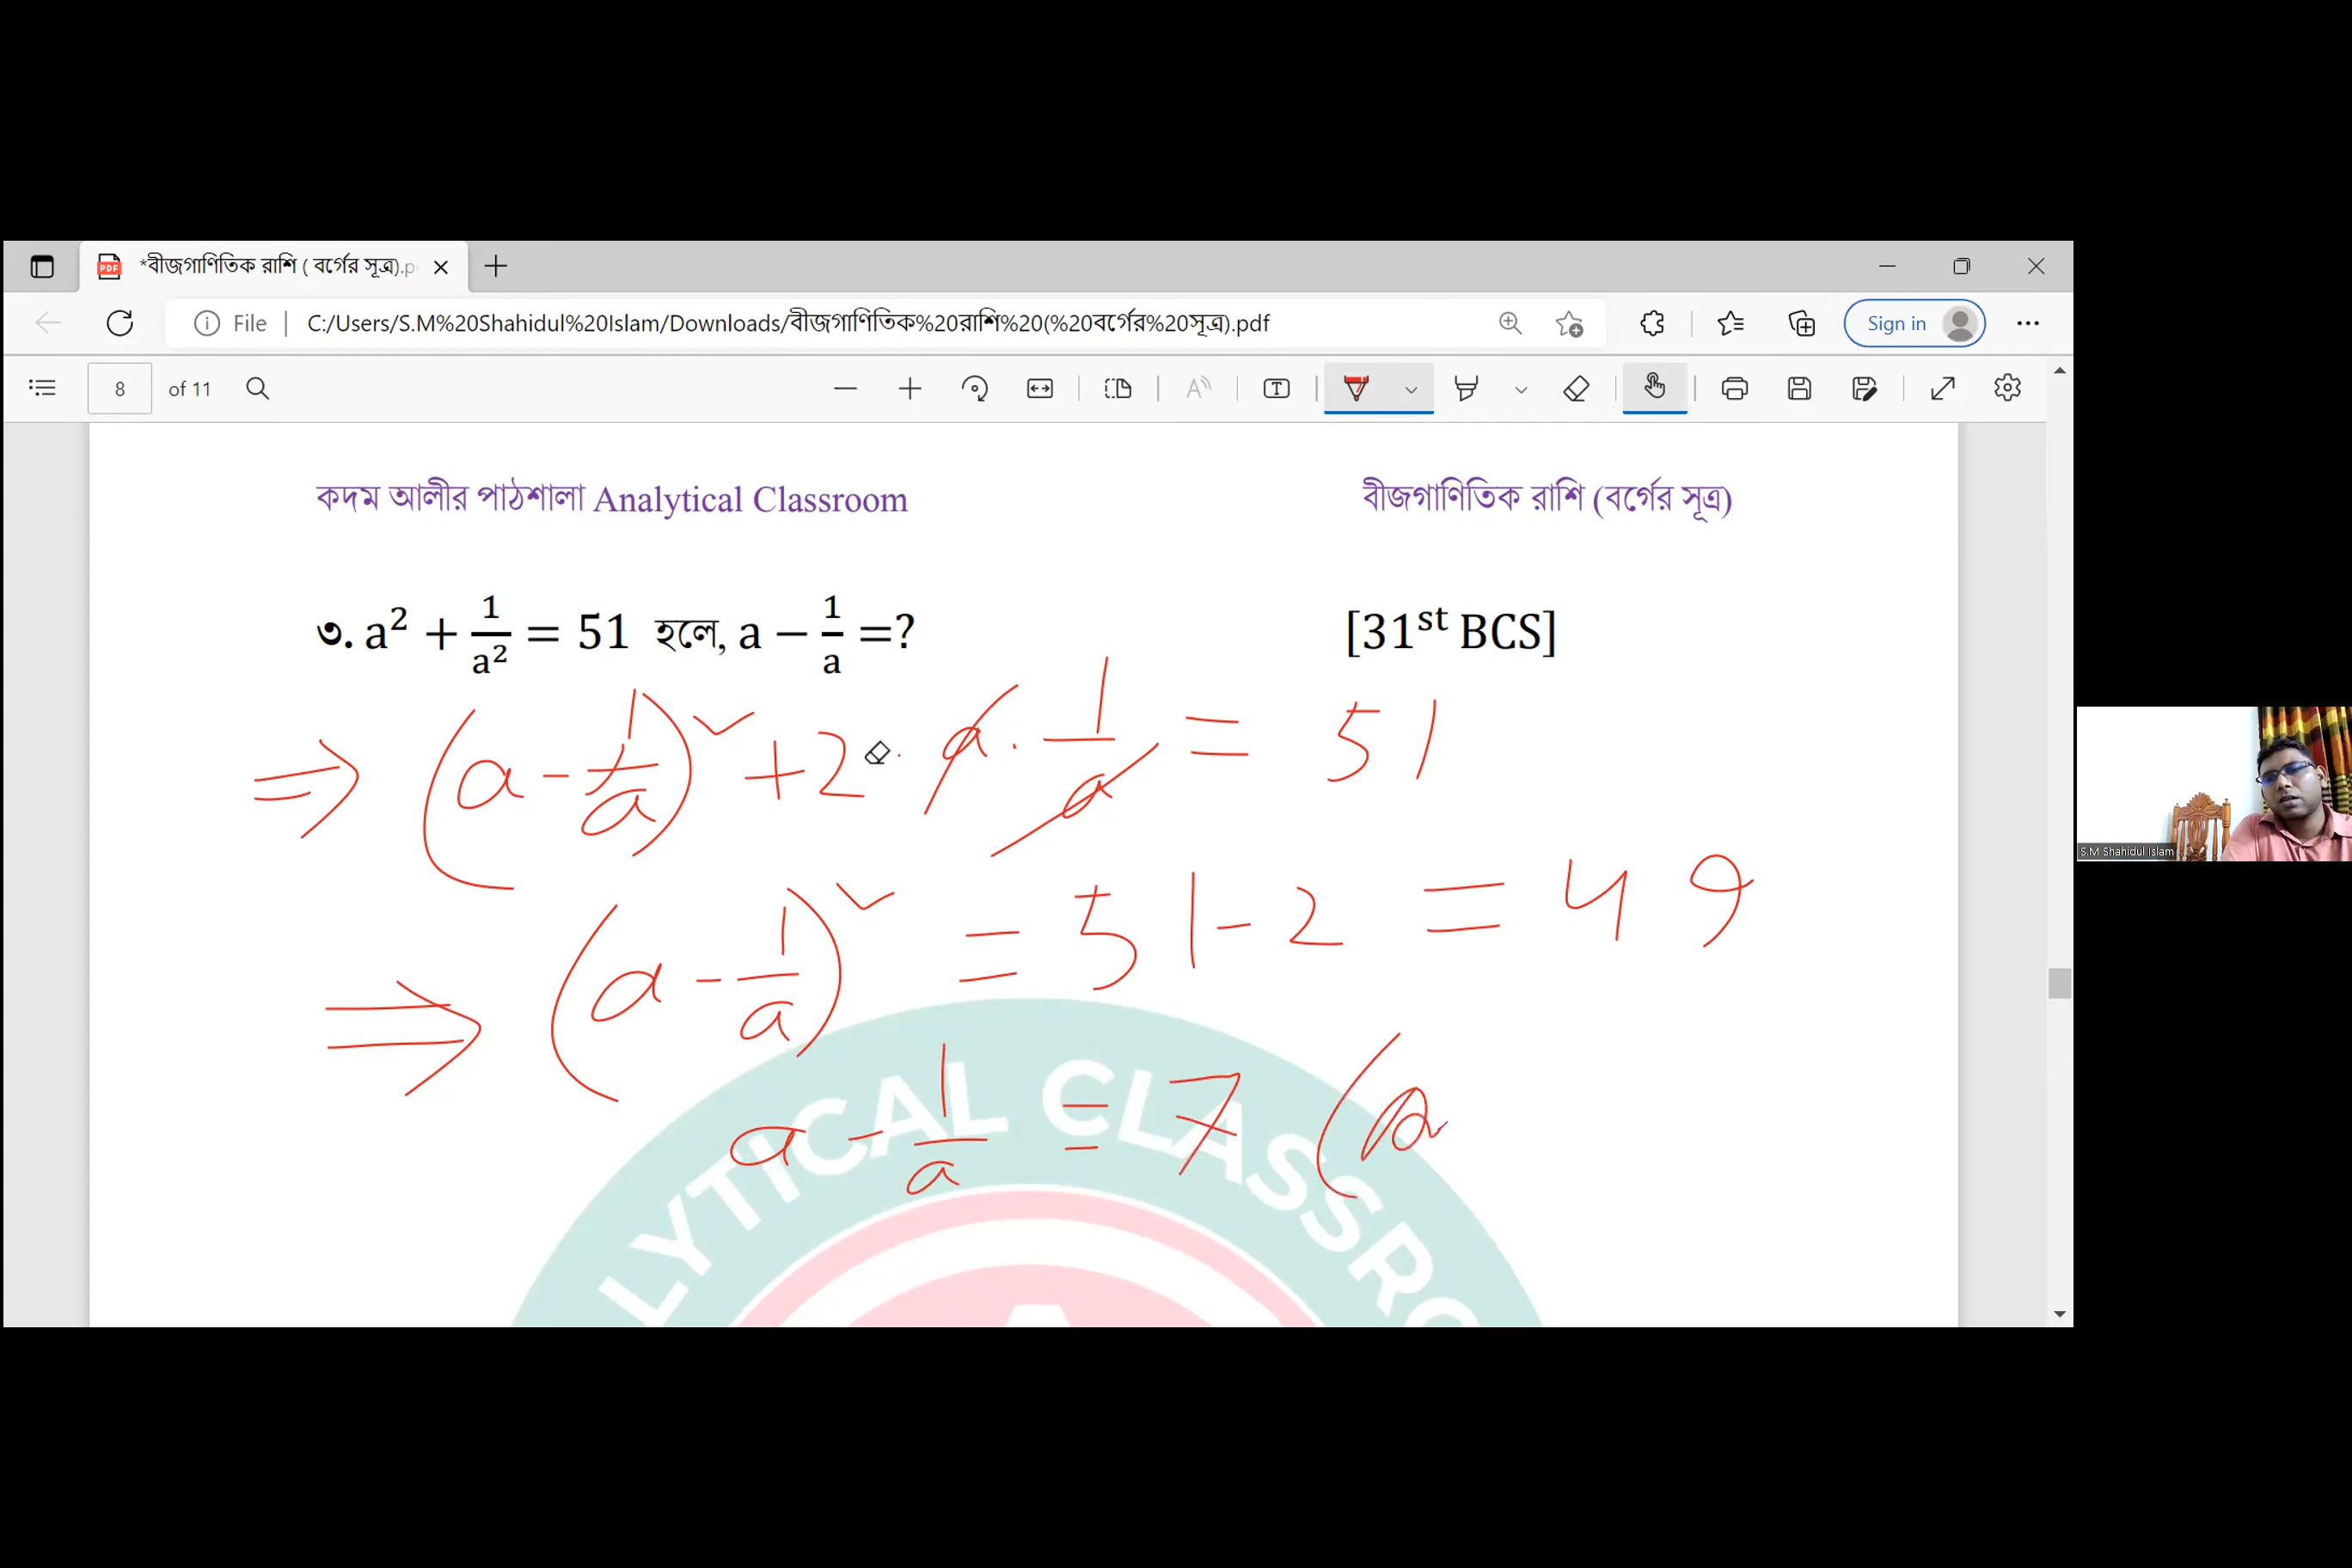 *বীজগাণিতিক রাশি ( বর্গের সূত্র).p
File | C:/Users/S.M%20Shahidul%20Islam/Downloads/বীজগাণিতিক%20রাশি%20(%20বর্গের%20সূত্র).pdf
Sign in
8 of 11
কদম আলীর পাঠশালা Analytical Classroom বীজগাণিতিক রাশি (বর্গের সূত্র)
৩. a² + 1/a² = 51 হলে, a − 1/a =? [31st BCS]
⇒ (a - 1/a)² + 2 · a · 1/a = 51
⇒ (a - 1/a)² = 51 - 2 = 49
a - 1/a = 7 (
LYTICAL CLASSRO
S.M Shahidul Islam